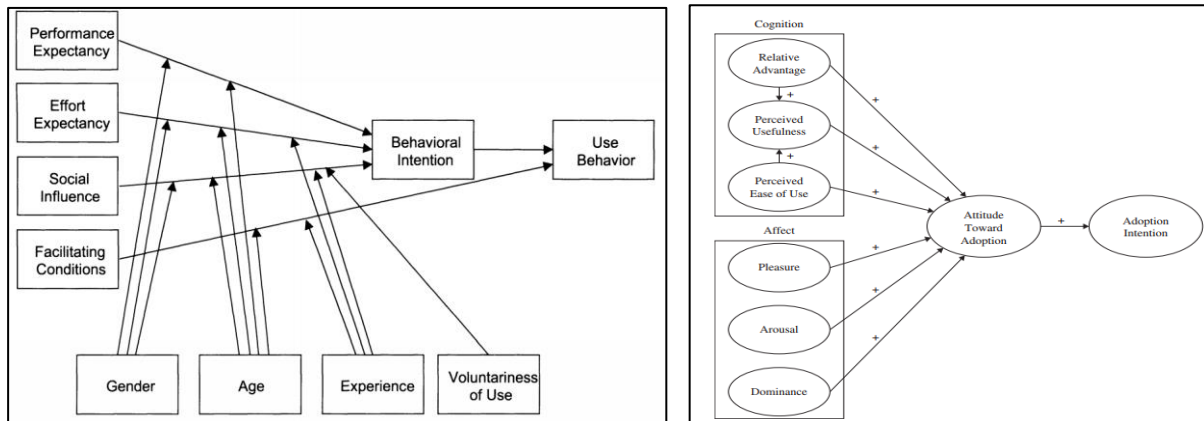 Performance
Expectancy
Effort
Expectancy
Social
Influence
Facilitating
Conditions
Behavioral
Intention
Use
Behavior
Gender
Age
Experience
Voluntariness
of Use
Cognition
Relative
Advantage
+
Perceived
Usefulness
+
Perceived
Ease of Use
+
+
+
Affect
Pleasure
+
Arousal
+
Dominance
+
Attitude
Toward
Adoption
+
Adoption
Intention